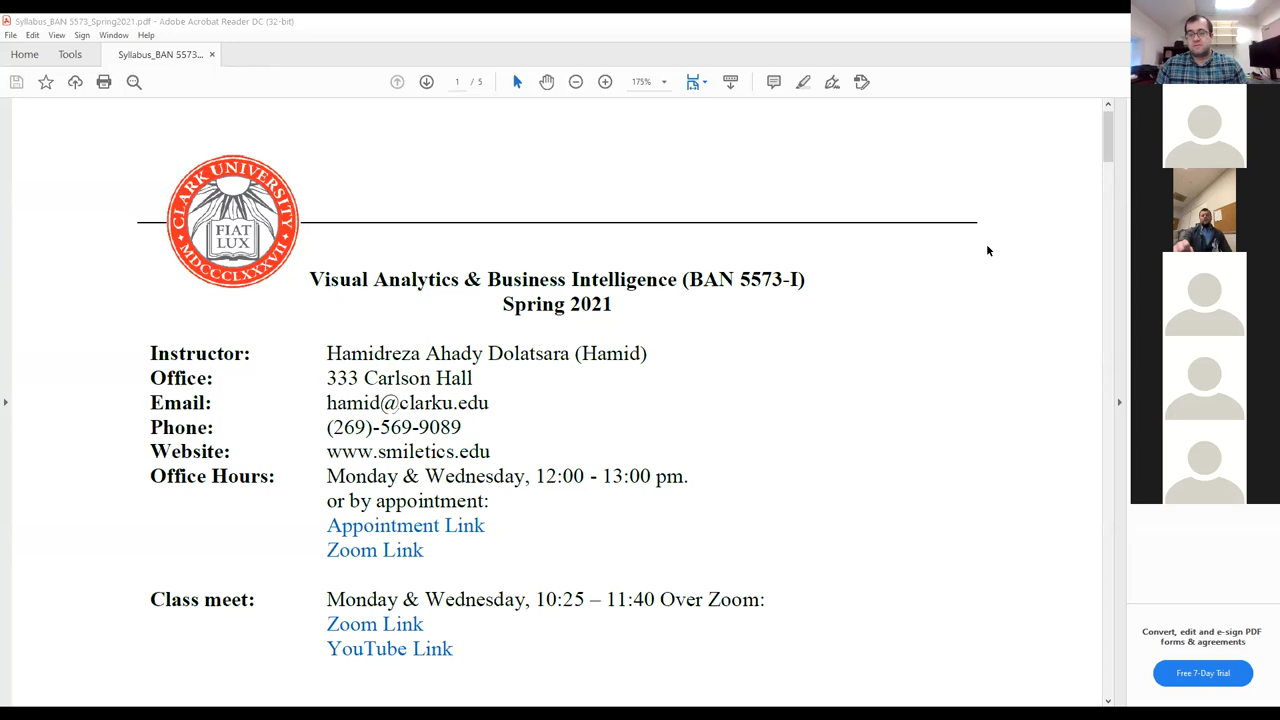 Syllabus_BAN 5573_Spring2021.pdf - Adobe Acrobat Reader DC (32-bit)
File Edit View Sign Window Help
Home Tools Syllabus_BAN 5573... ×
1 / 5 175%
CLARK UNIVERSITY
FIAT
LUX
MDCCCLXXXVII
Visual Analytics & Business Intelligence (BAN 5573-I)
Spring 2021
Instructor: Hamidreza Ahady Dolatsara (Hamid)
Office: 333 Carlson Hall
Email: hamid@clarku.edu
Phone: (269)-569-9089
Website: www.smiletics.edu
Office Hours: Monday & Wednesday, 12:00 - 13:00 pm.
or by appointment:
Appointment Link
Zoom Link
Class meet: Monday & Wednesday, 10:25 – 11:40 Over Zoom:
Zoom Link
YouTube Link
Convert, edit and e-sign PDF
forms & agreements
Free 7-Day Trial